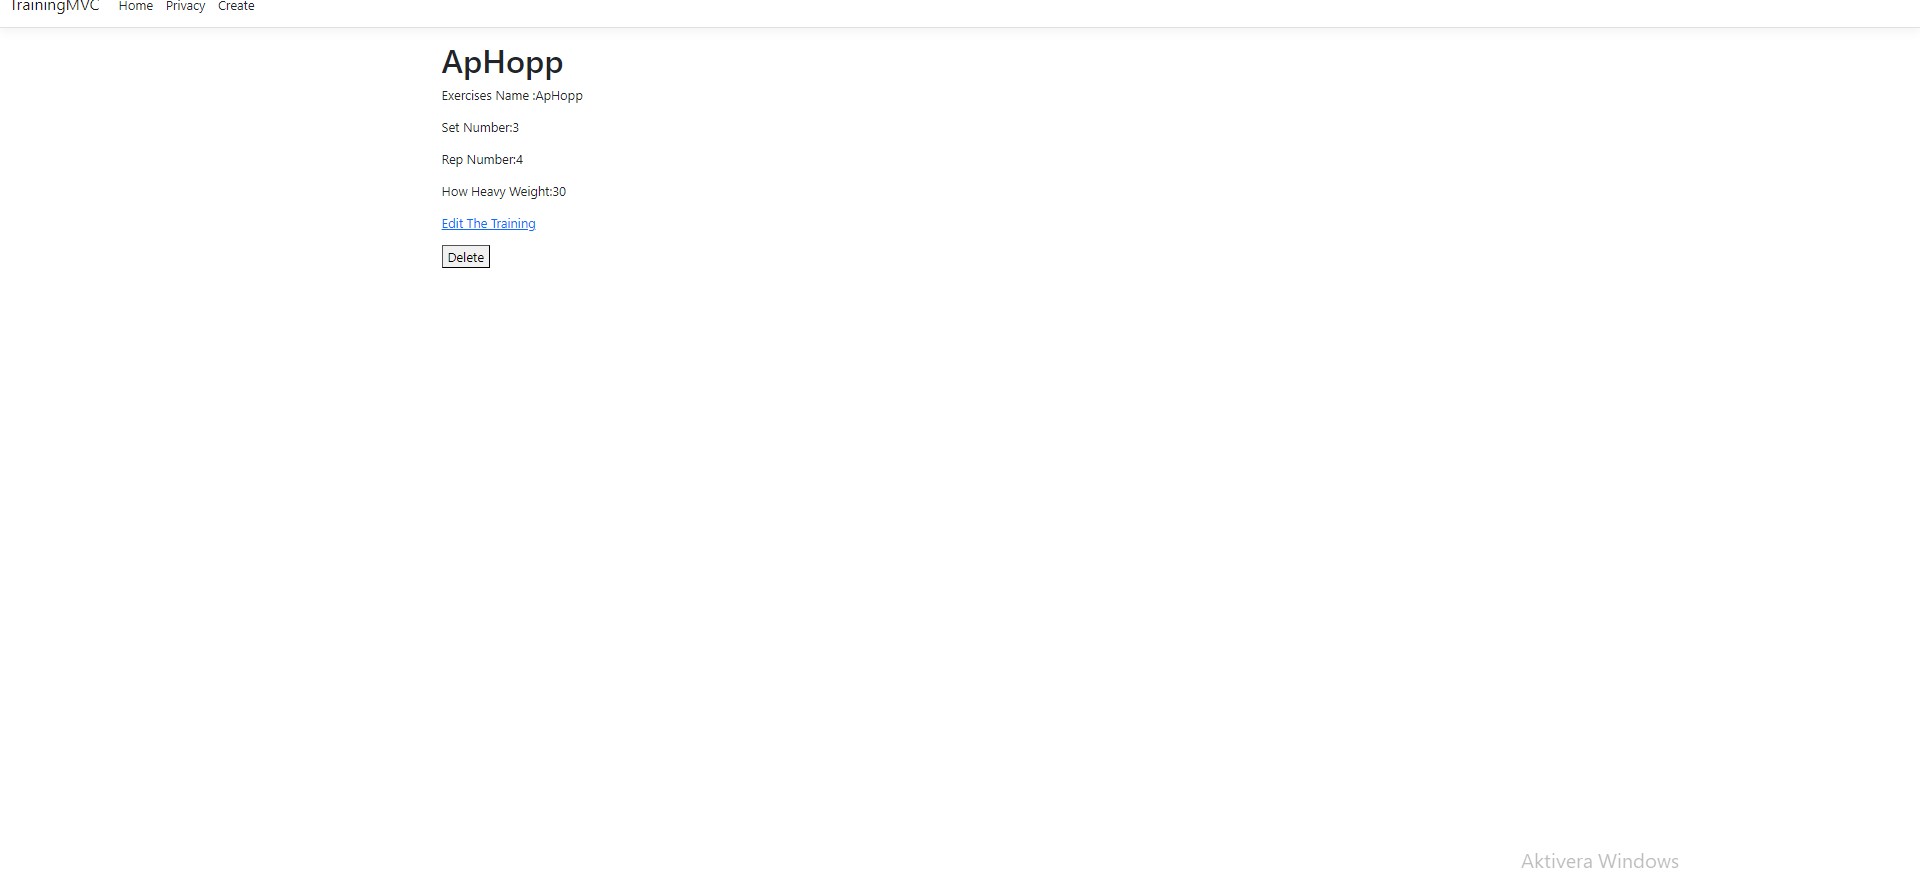 TrainingMVC Home Privacy Create
ApHopp
Exercises Name :ApHopp
Set Number:3
Rep Number:4
How Heavy Weight:30
Edit The Training
Delete
Aktivera Windows